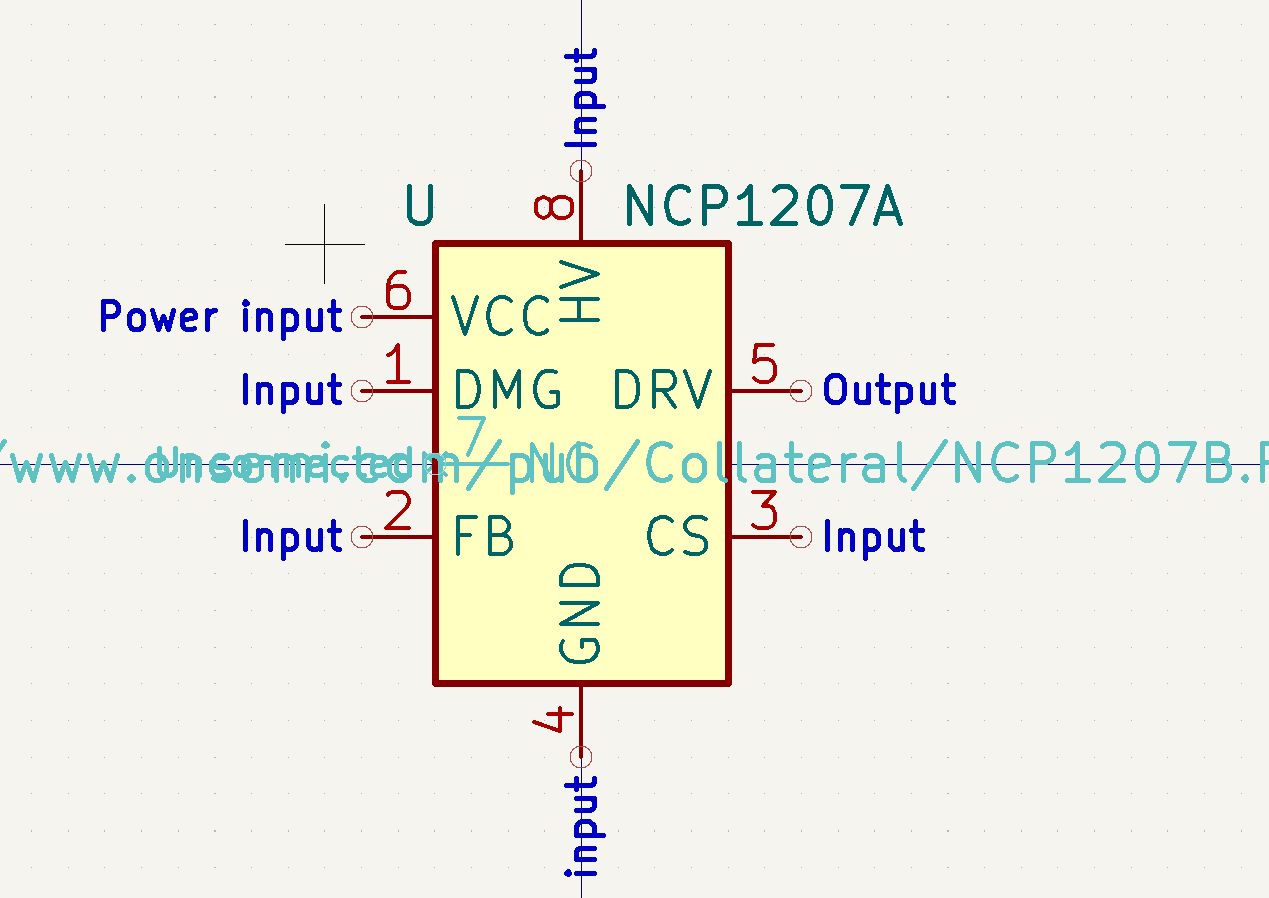 Input
8
U
NCP1207A
HV
6
Power input
VCC
1
Input
DMG
5
DRV
Output
7
/www.onsemi.com/pub/Collateral/NCP1207B.P
Unconnected
NC
2
Input
FB
3
CS
Input
GND
4
input